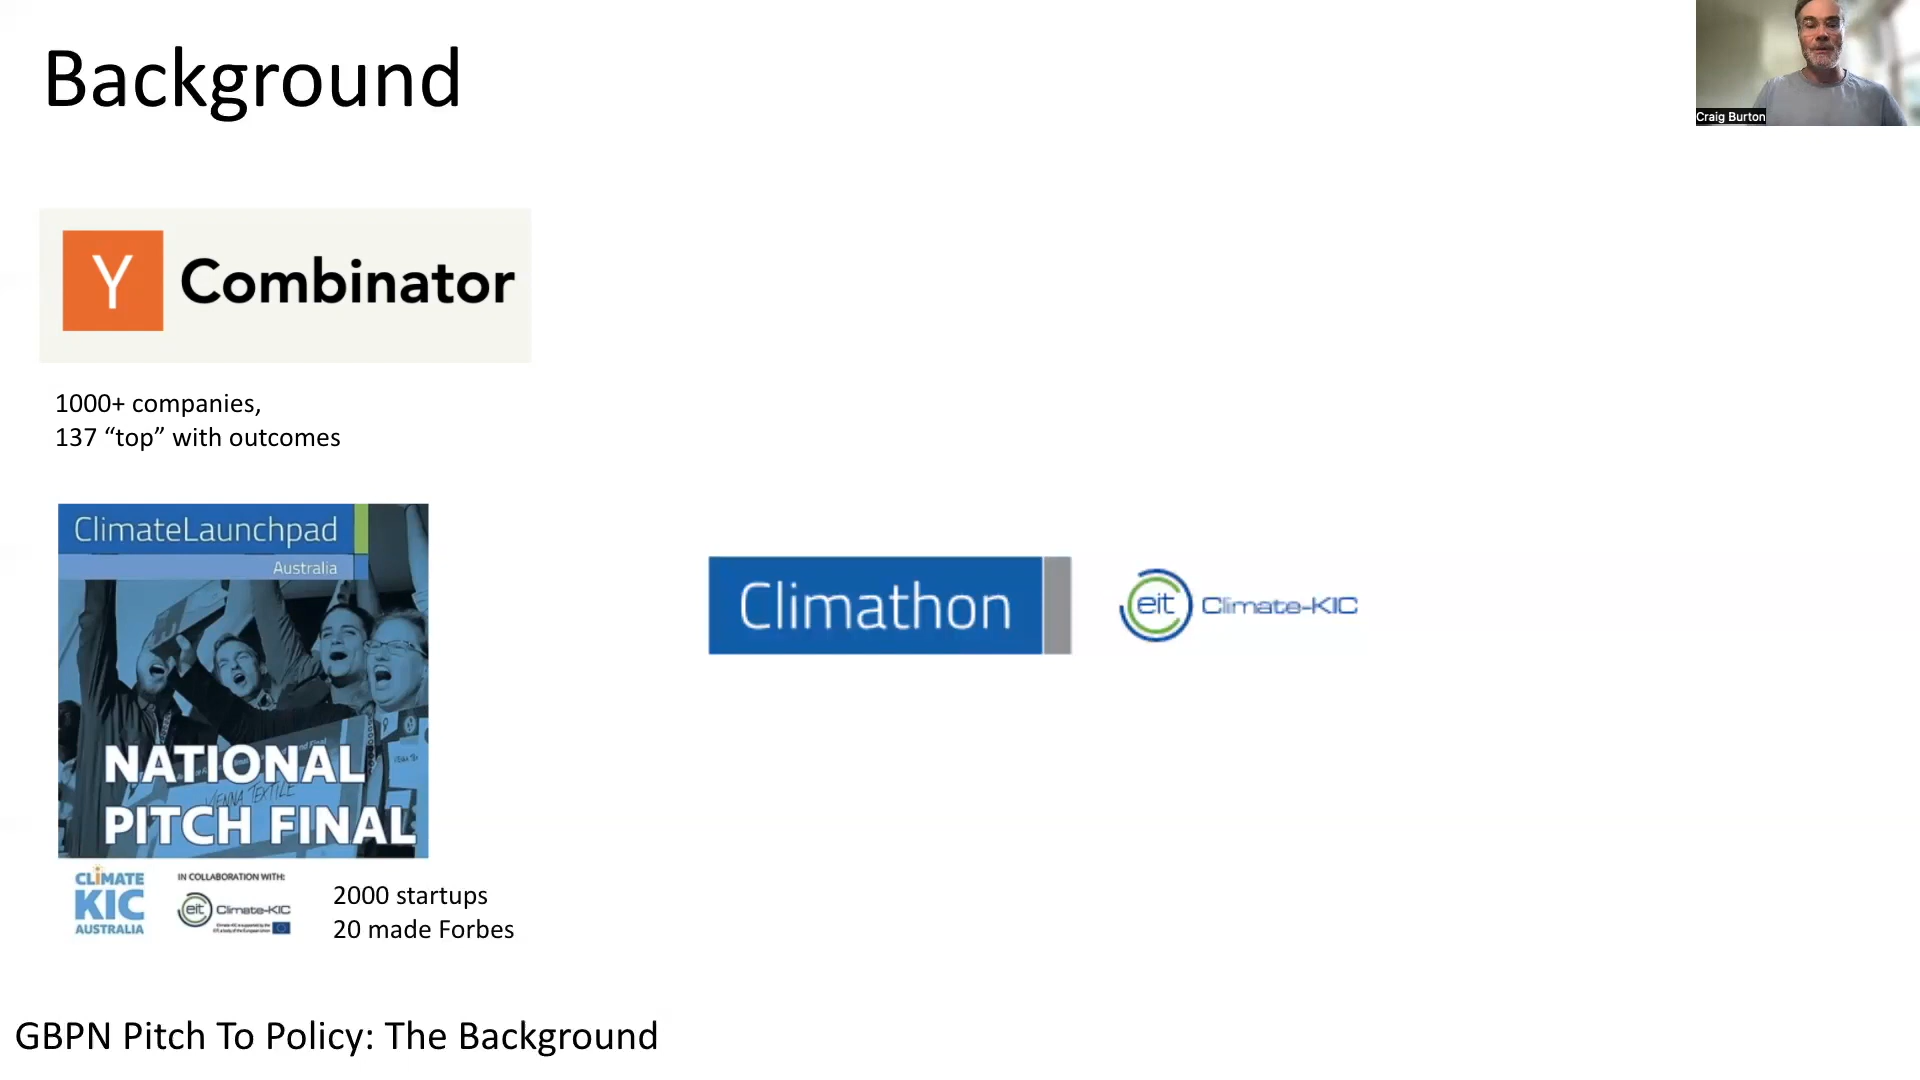 Background
Craig Burton
Y Combinator
1000+ companies,
137 “top” with outcomes
ClimateLaunchpad
Australia
NATIONAL
PITCH FINAL
CLIMATE
KIC
AUSTRALIA
IN COLLABORATION WITH:
eit Climate-KIC
2000 startups
20 made Forbes
Climathon
eit Climate-KIC
GBPN Pitch To Policy: The Background